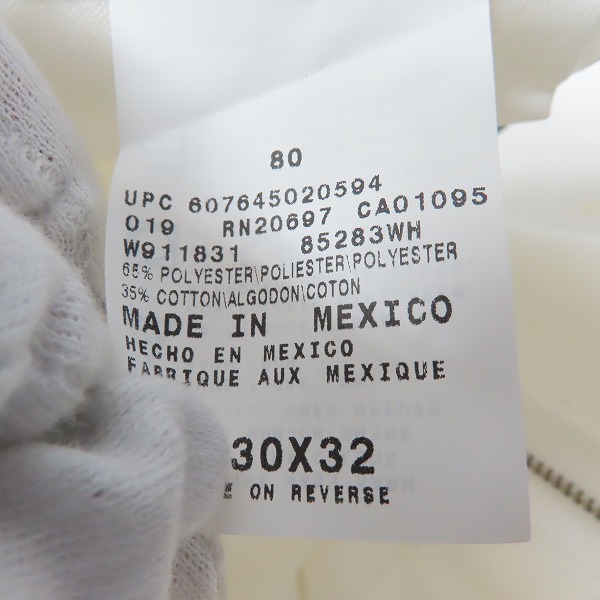 80
UPC 607645020594
019 RN20697 CA01095
W911831 85283WH
65% POLYESTER\POLIESTER\POLYESTER
35% COTTON\ALGODON\COTON
MADE IN MEXICO
HECHO EN MEXICO
FABRIQUE AUX MEXIQUE
30X32
ON REVERSE